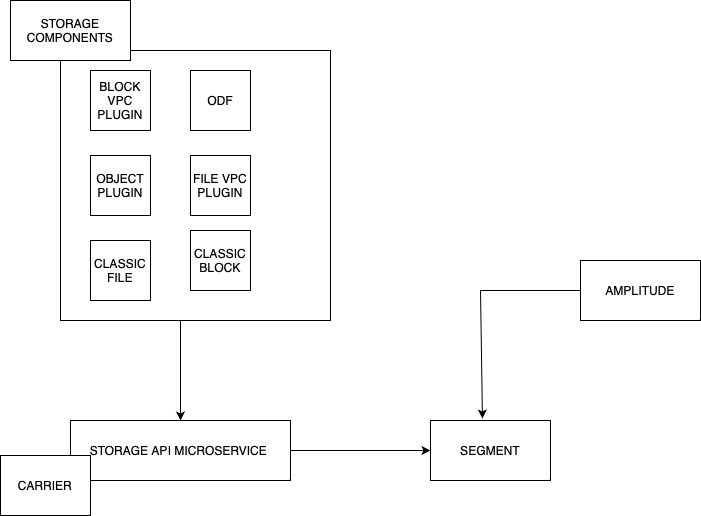 STORAGE
COMPONENTS
BLOCK
VPC
PLUGIN
ODF
OBJECT
PLUGIN
FILE VPC
PLUGIN
CLASSIC
FILE
CLASSIC
BLOCK
AMPLITUDE
STORAGE API MICROSERVICE
SEGMENT
CARRIER